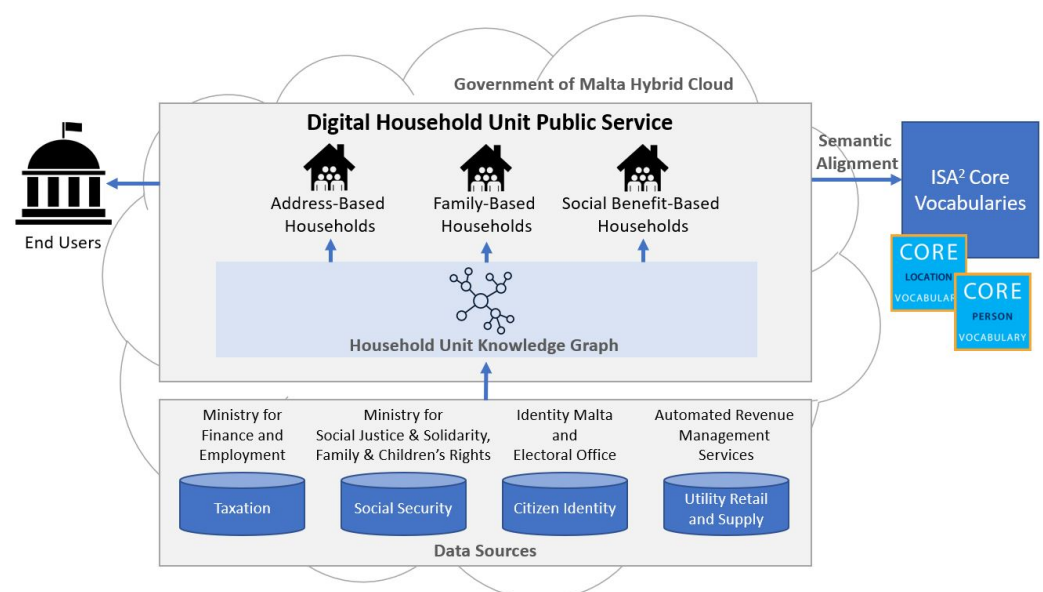 Government of Malta Hybrid Cloud
Digital Household Unit Public Service
Address-Based
Households
Family-Based
Households
Social Benefit-Based
Households
Household Unit Knowledge Graph
End Users
Semantic
Alignment
ISA² Core
Vocabularies
CORE
LOCATION
CORE
PERSON
VOCABULARY
Ministry for
Finance and
Employment
Taxation
Ministry for
Social Justice & Solidarity,
Family & Children's Rights
Social Security
Identity Malta
and
Electoral Office
Citizen Identity
Automated Revenue
Management
Services
Utility Retail
and Supply
Data Sources